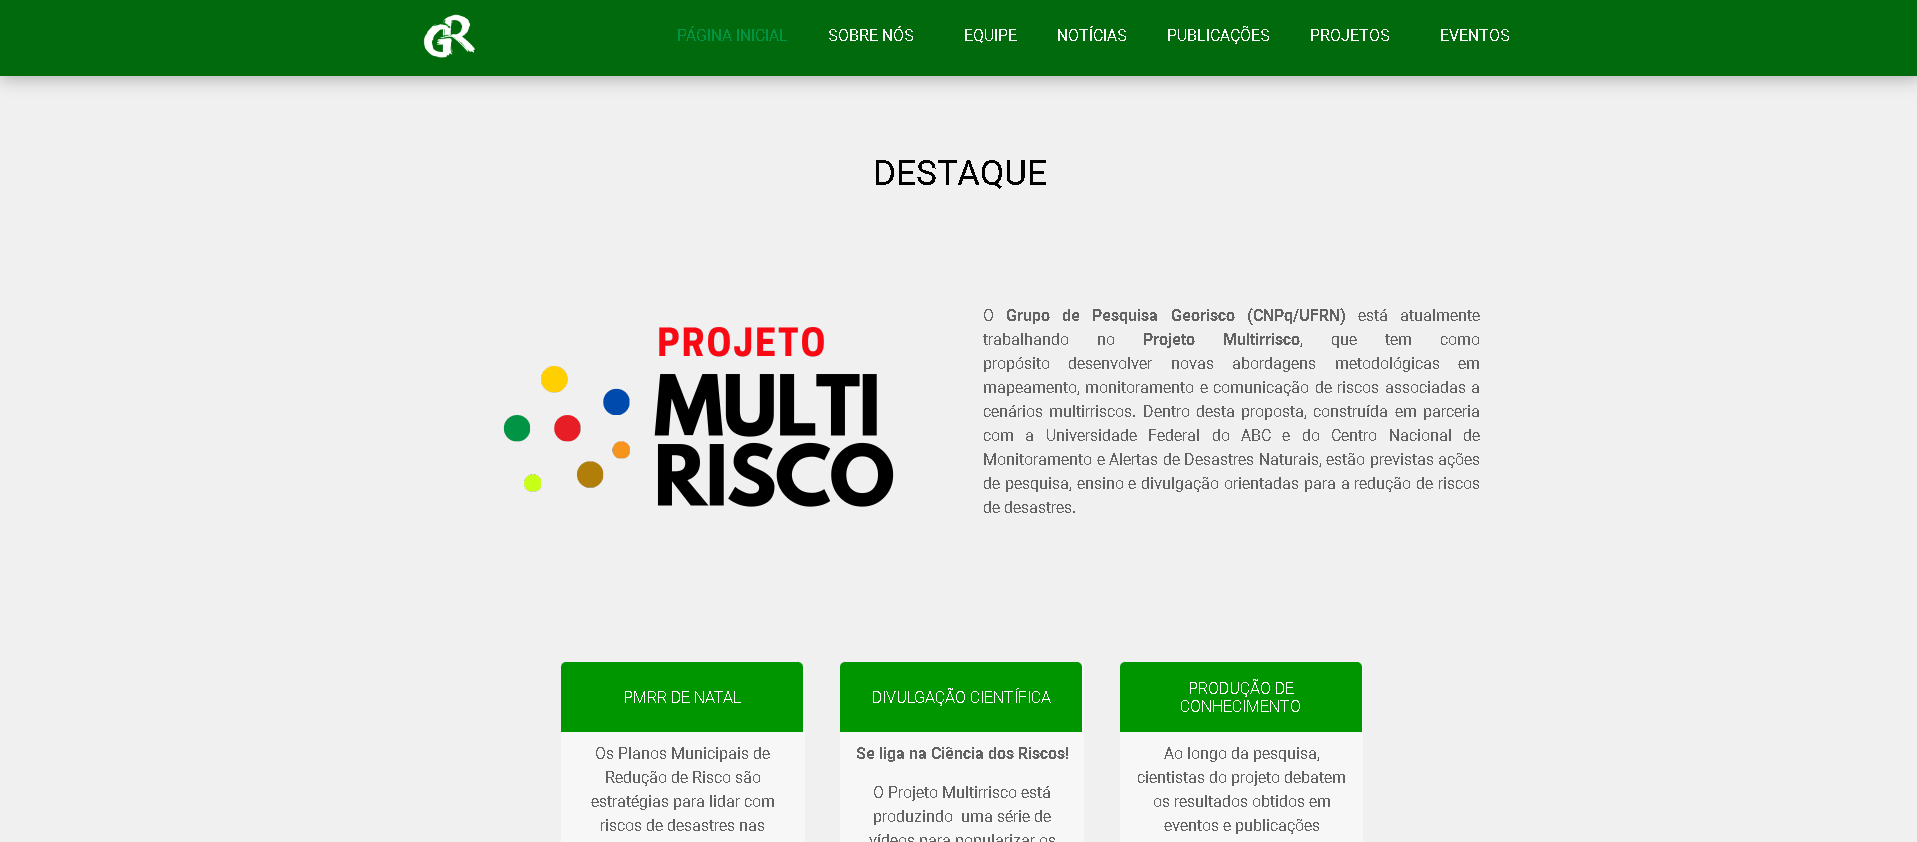 GR
PÁGINA INICIAL SOBRE NÓS EQUIPE NOTÍCIAS PUBLICAÇÕES PROJETOS EVENTOS
DESTAQUE
PROJETO
MULTI
RISCO
O Grupo de Pesquisa Georisco (CNPq/UFRN) está atualmente
trabalhando no Projeto Multirrisco, que tem como
propósito desenvolver novas abordagens metodológicas em
mapeamento, monitoramento e comunicação de riscos associadas a
cenários multirriscos. Dentro desta proposta, construída em parceria
com a Universidade Federal do ABC e do Centro Nacional de
Monitoramento e Alertas de Desastres Naturais, estão previstas ações
de pesquisa, ensino e divulgação orientadas para a redução de riscos
de desastres.
PMRR DE NATAL
Os Planos Municipais de
Redução de Risco são
estratégias para lidar com
riscos de desastres nas
DIVULGAÇÃO CIENTÍFICA
Se liga na Ciência dos Riscos!
O Projeto Multirrisco está
produzindo uma série de
vídeos para popularizar os
PRODUÇÃO DE
CONHECIMENTO
Ao longo da pesquisa,
cientistas do projeto debatem
os resultados obtidos em
eventos e publicações